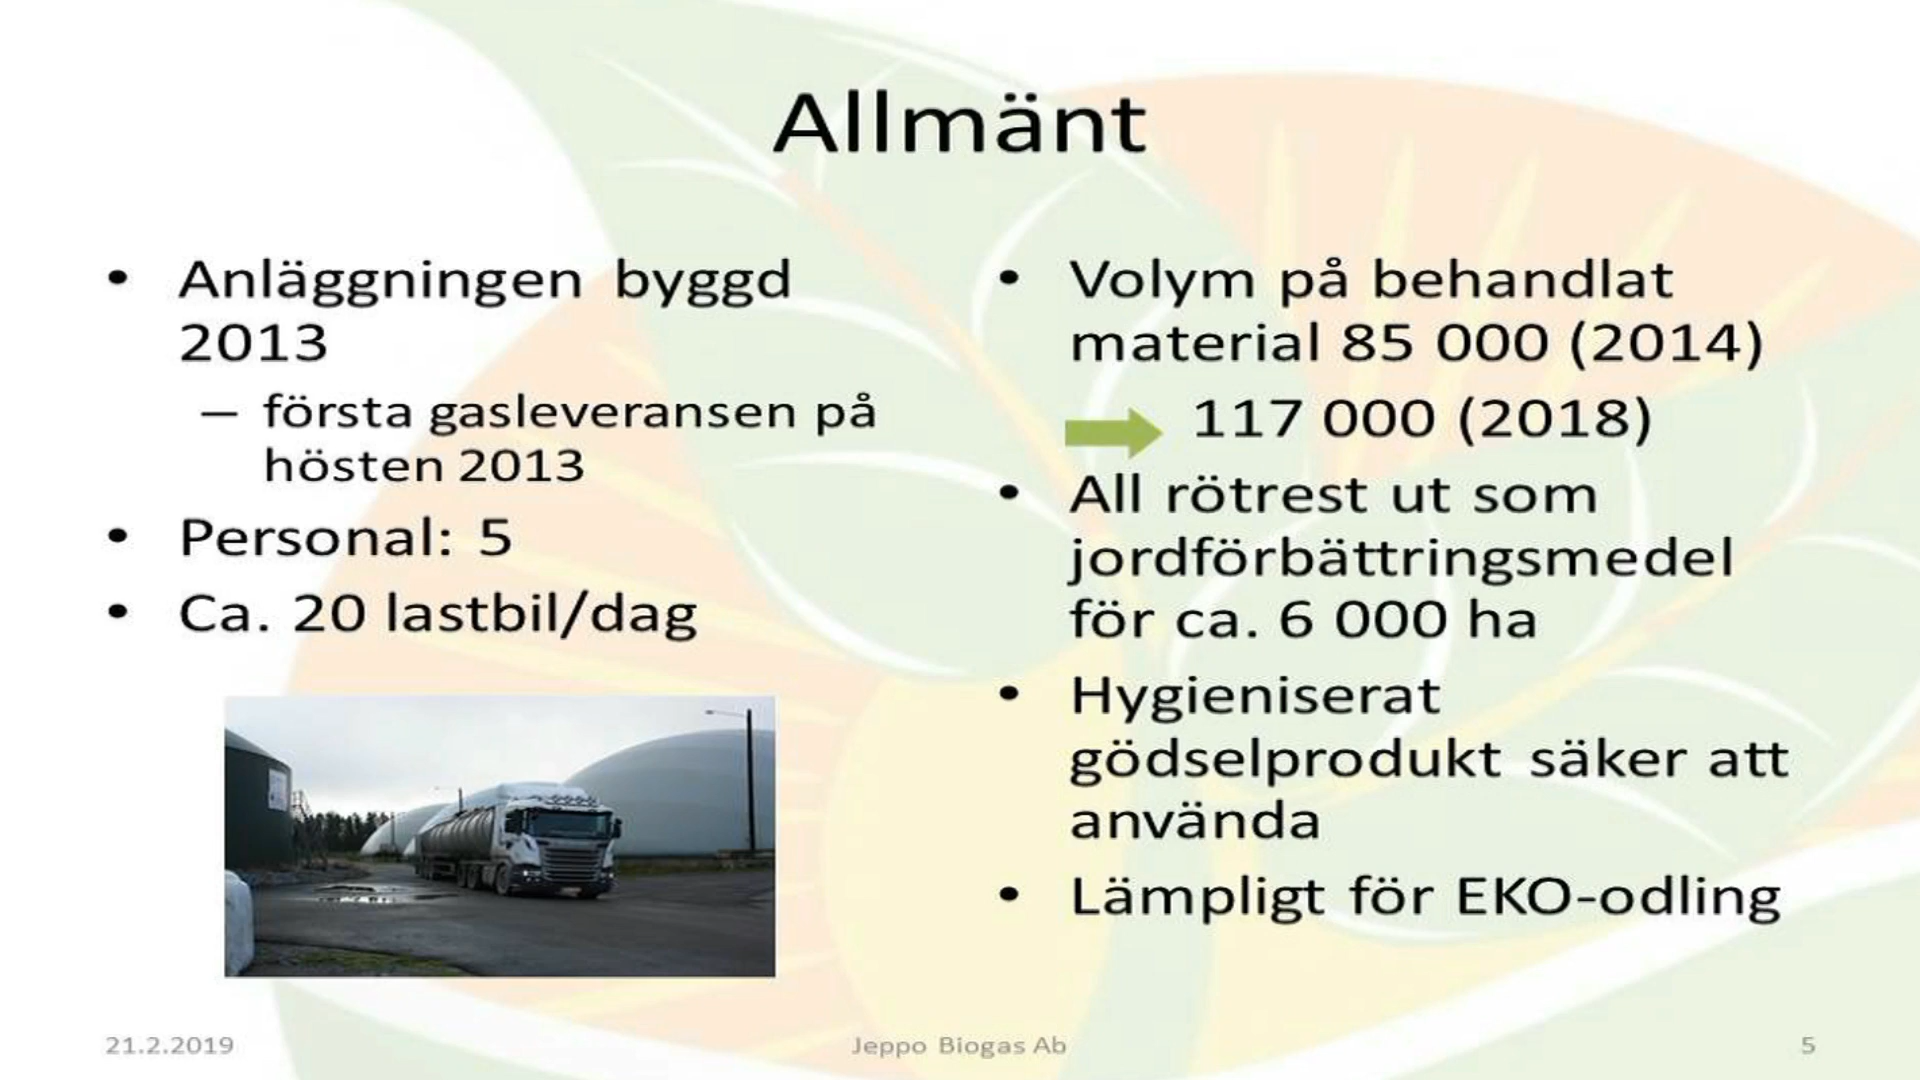 Allmänt
• Anläggningen byggd
2013
– första gasleveransen på
hösten 2013
• Personal: 5
• Ca. 20 lastbil/dag
• Volym på behandlat
material 85 000 (2014)
117 000 (2018)
• All rötrest ut som
jordförbättringsmedel
för ca. 6 000 ha
• Hygieniserat
gödselprodukt säker att
använda
• Lämpligt för EKO-odling
21.2.2019
Jeppo Biogas Ab
5